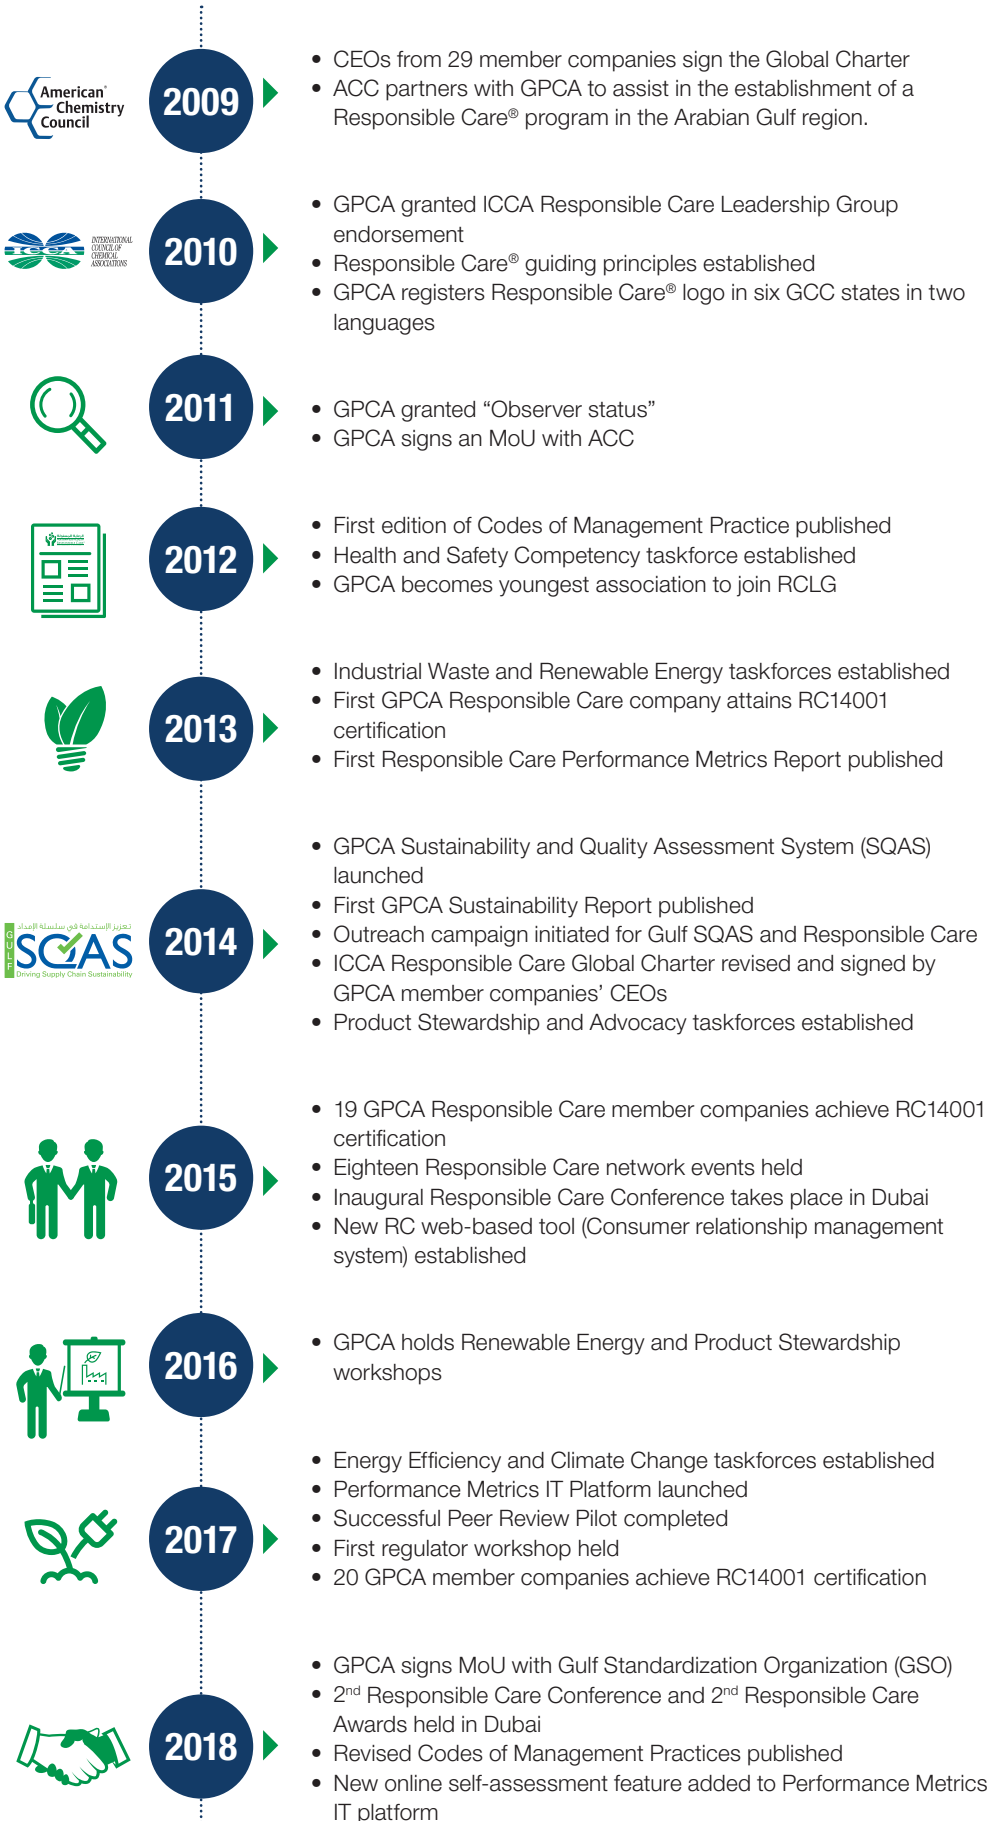 American®
Chemistry
Council
2009
• CEOs from 29 member companies sign the Global Charter
• ACC partners with GPCA to assist in the establishment of a
Responsible Care® program in the Arabian Gulf region.
ICCA
INTERNATIONAL
COUNCIL OF
CHEMICAL
ASSOCIATIONS
2010
• GPCA granted ICCA Responsible Care Leadership Group
endorsement
• Responsible Care® guiding principles established
• GPCA registers Responsible Care® logo in six GCC states in two
languages
2011
• GPCA granted “Observer status”
• GPCA signs an MoU with ACC
2012
• First edition of Codes of Management Practice published
• Health and Safety Competency taskforce established
• GPCA becomes youngest association to join RCLG
2013
• Industrial Waste and Renewable Energy taskforces established
• First GPCA Responsible Care company attains RC14001
certification
• First Responsible Care Performance Metrics Report published
تعزيز الإستدامة في سلسلة الإمداد
GULF
SQAS
Driving Supply Chain Sustainability
2014
• GPCA Sustainability and Quality Assessment System (SQAS)
launched
• First GPCA Sustainability Report published
• Outreach campaign initiated for Gulf SQAS and Responsible Care
• ICCA Responsible Care Global Charter revised and signed by
GPCA member companies’ CEOs
• Product Stewardship and Advocacy taskforces established
2015
• 19 GPCA Responsible Care member companies achieve RC14001
certification
• Eighteen Responsible Care network events held
• Inaugural Responsible Care Conference takes place in Dubai
• New RC web-based tool (Consumer relationship management
system) established
2016
• GPCA holds Renewable Energy and Product Stewardship
workshops
2017
• Energy Efficiency and Climate Change taskforces established
• Performance Metrics IT Platform launched
• Successful Peer Review Pilot completed
• First regulator workshop held
• 20 GPCA member companies achieve RC14001 certification
2018
• GPCA signs MoU with Gulf Standardization Organization (GSO)
• 2nd Responsible Care Conference and 2nd Responsible Care
Awards held in Dubai
• Revised Codes of Management Practices published
• New online self-assessment feature added to Performance Metrics
IT platform